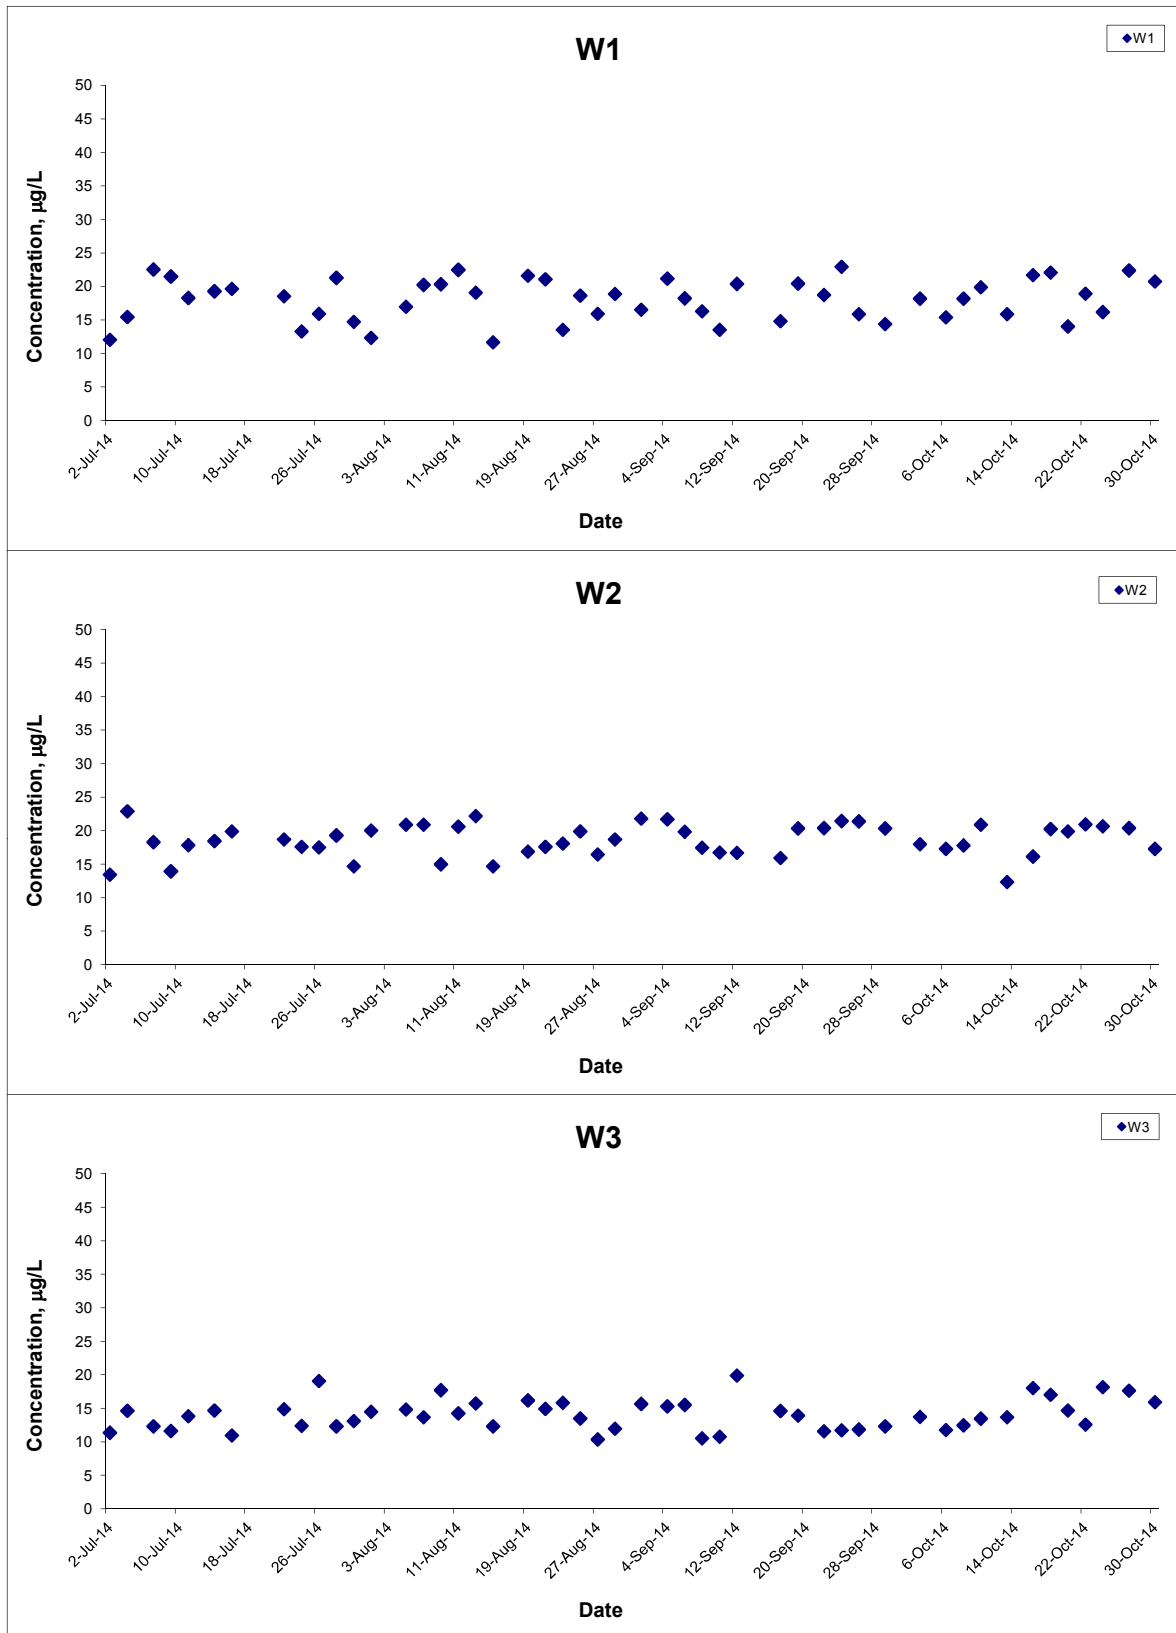 W1
W1
50
45
40
35
30
25
20
15
10
5
0
Concentration, µg/L
2-Jul-14
10-Jul-14
18-Jul-14
26-Jul-14
3-Aug-14
11-Aug-14
19-Aug-14
27-Aug-14
4-Sep-14
12-Sep-14
20-Sep-14
28-Sep-14
6-Oct-14
14-Oct-14
22-Oct-14
30-Oct-14
Date
W2
W2
50
45
40
35
30
25
20
15
10
5
0
Concentration, µg/L
2-Jul-14
10-Jul-14
18-Jul-14
26-Jul-14
3-Aug-14
11-Aug-14
19-Aug-14
27-Aug-14
4-Sep-14
12-Sep-14
20-Sep-14
28-Sep-14
6-Oct-14
14-Oct-14
22-Oct-14
30-Oct-14
Date
W3
W3
50
45
40
35
30
25
20
15
10
5
0
Concentration, µg/L
2-Jul-14
10-Jul-14
18-Jul-14
26-Jul-14
3-Aug-14
11-Aug-14
19-Aug-14
27-Aug-14
4-Sep-14
12-Sep-14
20-Sep-14
28-Sep-14
6-Oct-14
14-Oct-14
22-Oct-14
30-Oct-14
Date